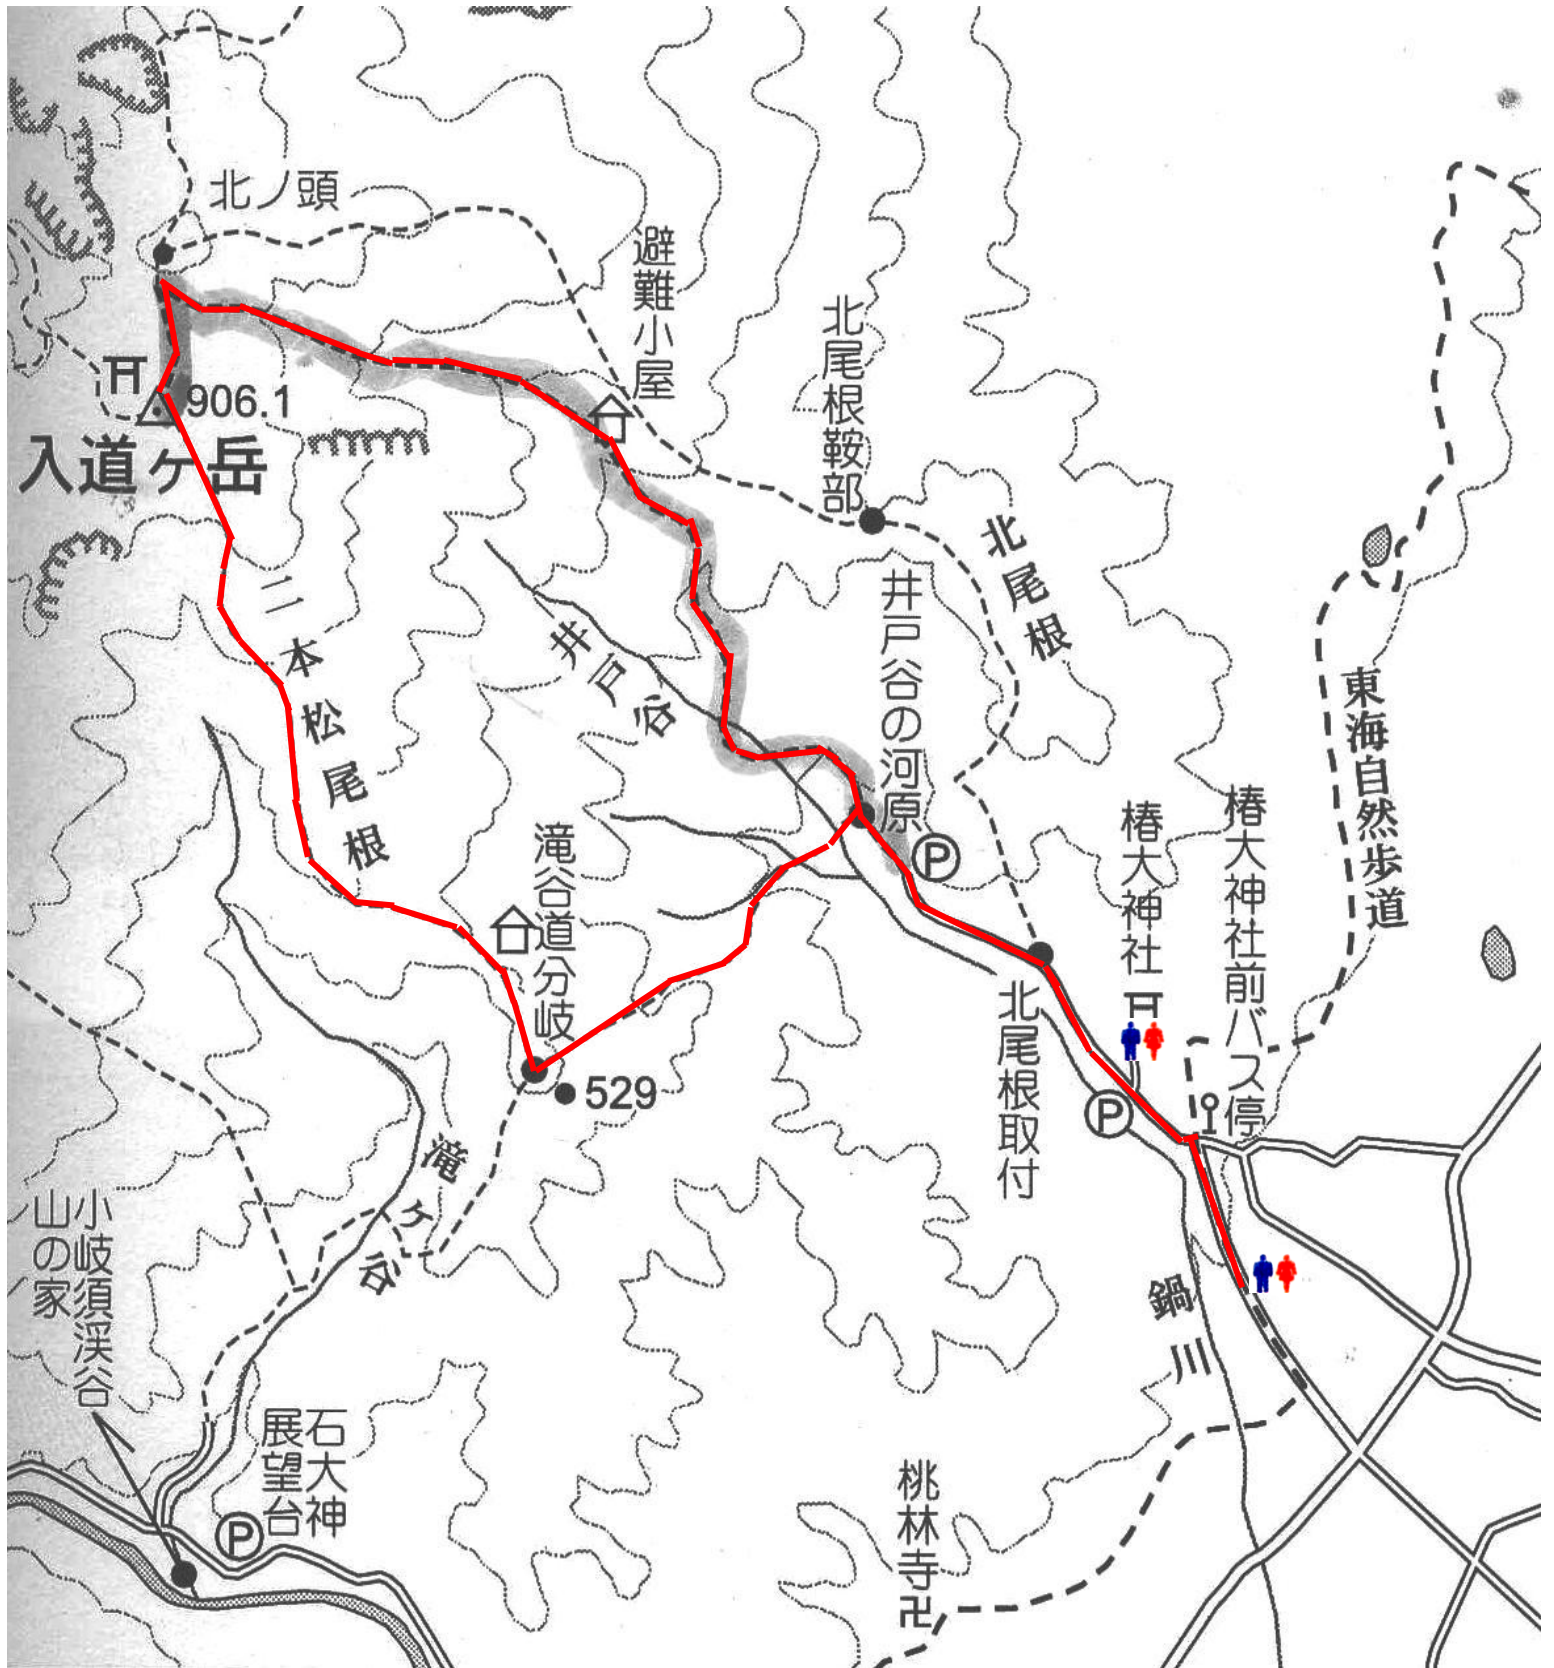 北ノ頭
避難小屋
北尾根鞍部
906.1
入道ヶ岳
北尾根
井戸谷の河原
井戸谷
二本松尾根
東海自然歩道
椿大神社前バス停
椿大神社
P
滝谷道分岐
北尾根取付
529
P
滝ヶ谷
小岐須渓谷
山の家
鍋川
石大神
展望台
P
桃林寺
卍